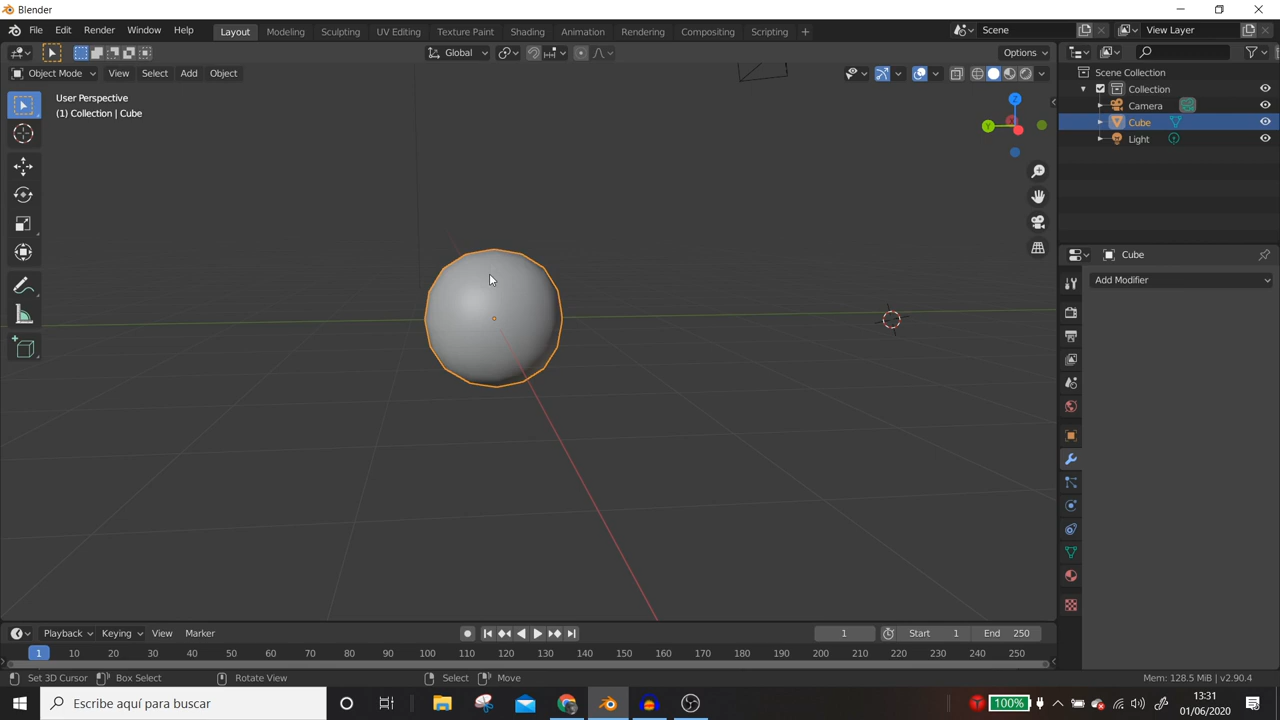 Blender
File Edit Render Window Help
Layout Modeling Sculpting UV Editing Texture Paint Shading Animation Rendering Compositing Scripting +
Scene
View Layer
Global
Options
Object Mode View Select Add Object
User Perspective
(1) Collection | Cube
Z
Y
Scene Collection
Collection
Camera
Cube
Light
Cube
Add Modifier
Playback Keying View Marker
1
Start 1
End 250
1 10 20 30 40 50 60 70 80 90 100 110 120 130 140 150 160 170 180 190 200 210 220 230 240 250
Set 3D Cursor Box Select Rotate View Select Move
Mem: 128.5 MiB | v2.90.4
Escribe aquí para buscar
100%
13:31
01/06/2020